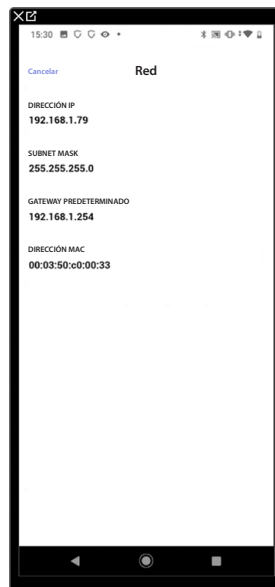 15:30
Cancelar
Red
DIRECCIÓN IP
192.168.1.79
SUBNET MASK
255.255.255.0
GATEWAY PREDETERMINADO
192.168.1.254
DIRECCIÓN MAC
00:03:50:c0:00:33